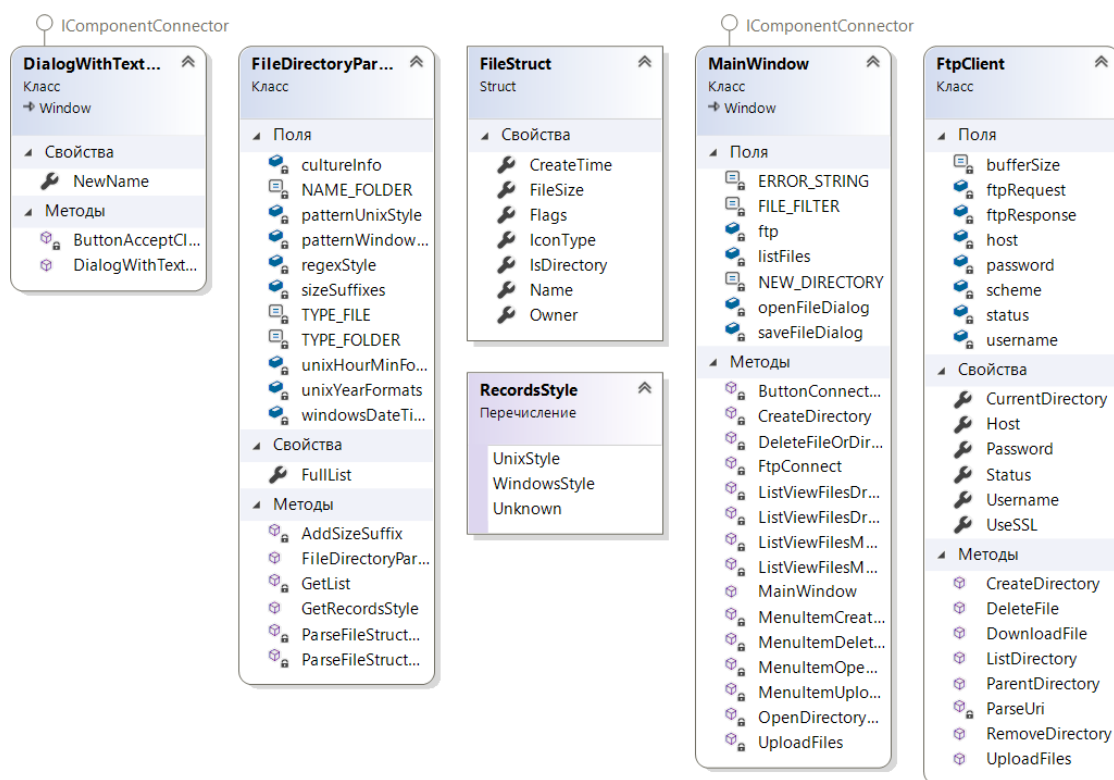 IComponentConnector
DialogWithText...
Класс
Window
Свойства
NewName
Методы
ButtonAcceptCl...
DialogWithText...
FileDirectoryPar...
Класс
Поля
cultureInfo
NAME_FOLDER
patternUnixStyle
patternWindow...
regexStyle
sizeSuffixes
TYPE_FILE
TYPE_FOLDER
unixHourMinFo...
unixYearFormats
windowsDateTi...
Свойства
FullList
Методы
AddSizeSuffix
FileDirectoryPar...
GetList
GetRecordsStyle
ParseFileStruct...
ParseFileStruct...
FileStruct
Struct
Свойства
CreateTime
FileSize
Flags
IconType
IsDirectory
Name
Owner
RecordsStyle
Перечисление
UnixStyle
WindowsStyle
Unknown
IComponentConnector
MainWindow
Класс
Window
Поля
ERROR_STRING
FILE_FILTER
ftp
listFiles
NEW_DIRECTORY
openFileDialog
saveFileDialog
Методы
ButtonConnect...
CreateDirectory
DeleteFileOrDir...
FtpConnect
ListViewFilesDr...
ListViewFilesDr...
ListViewFilesM...
ListViewFilesM...
MainWindow
MenuItemCreat...
MenuItemDelet...
MenuItemOpe...
MenuItemUplo...
OpenDirectory...
UploadFiles
FtpClient
Класс
Поля
bufferSize
ftpRequest
ftpResponse
host
password
scheme
status
username
Свойства
CurrentDirectory
Host
Password
Status
Username
UseSSL
Методы
CreateDirectory
DeleteFile
DownloadFile
ListDirectory
ParentDirectory
ParseUri
RemoveDirectory
UploadFiles